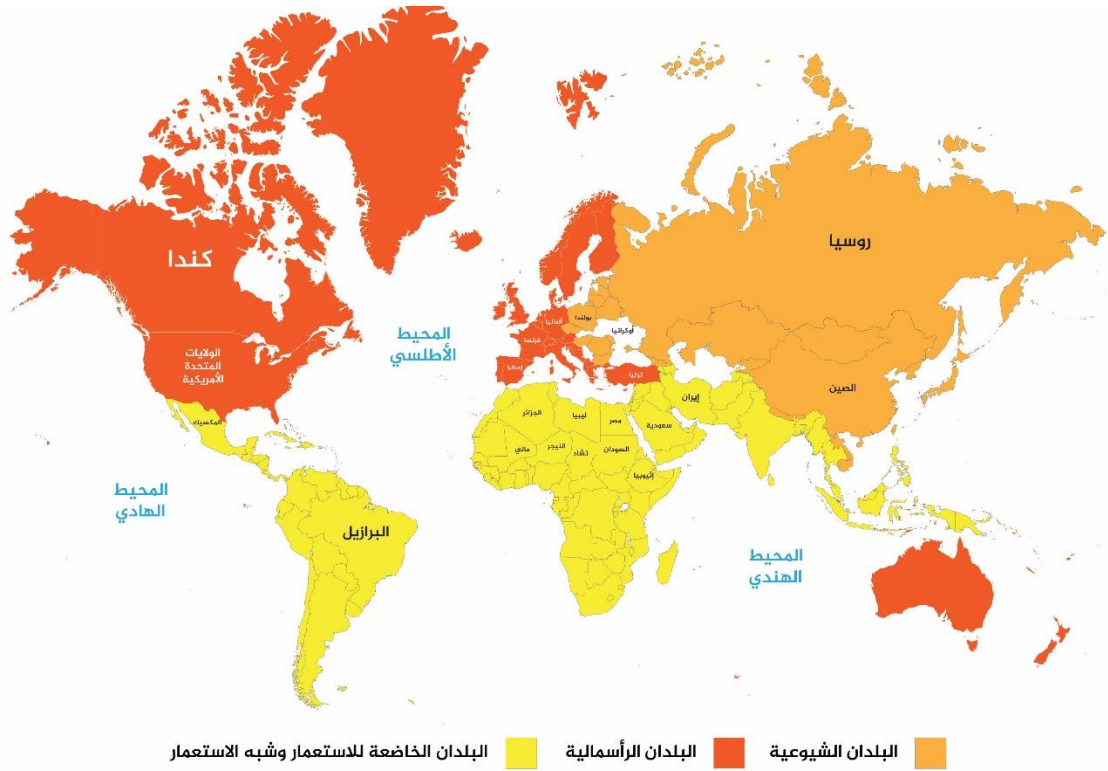 كندا
روسيا
المحيط
الأطلسي
بولندا
ألمانيا
أوكرانيا
فرنسا
إسبانيا
تركيا
الولايات
المتحدة
الأمريكية
الصين
إيران
المكسيك
الجزائر
ليبيا
مصر
سعودية
مالي
النيجر
تشاد
السودان
إثيوبيا
المحيط
الهادي
البرازيل
المحيط
الهندي
البلدان الشيوعية
البلدان الرأسمالية
البلدان الخاضعة للاستعمار وشبه الاستعمار